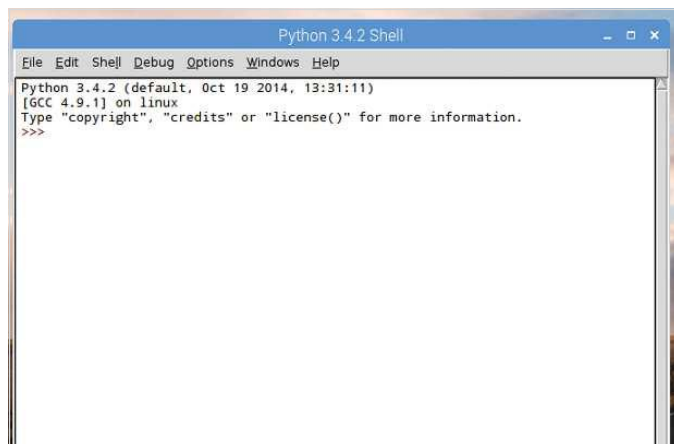 Python 3.4.2 Shell
File Edit Shell Debug Options Windows Help
Python 3.4.2 (default, Oct 19 2014, 13:31:11)
[GCC 4.9.1] on linux
Type "copyright", "credits" or "license()" for more information.
>>>